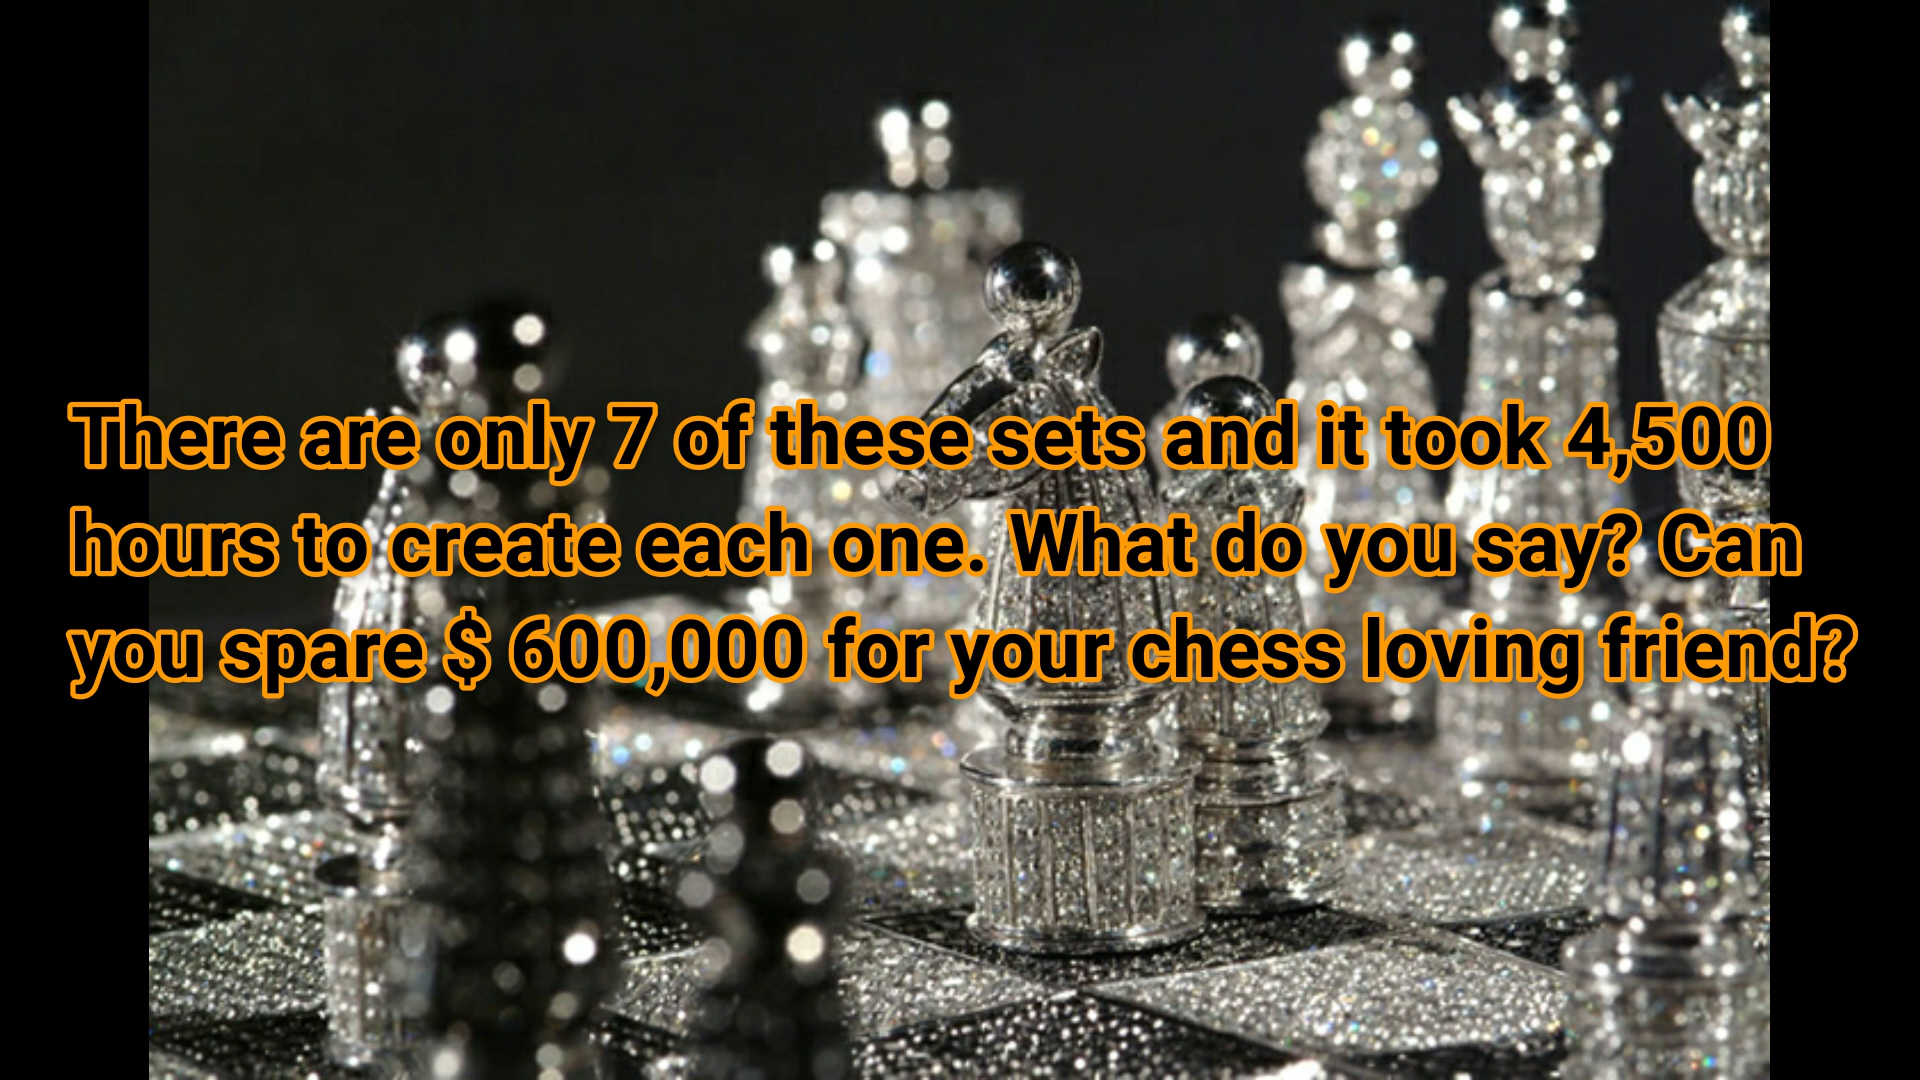 There are only 7 of these sets and it took 4,500
hours to create each one. What do you say? Can
you spare $ 600,000 for your chess loving friend?